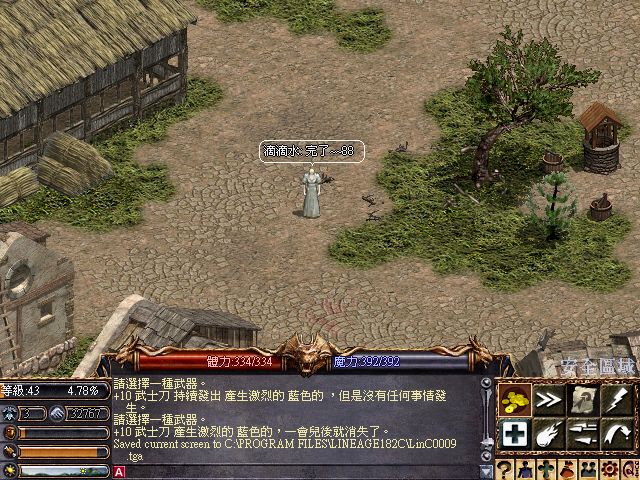 滴滴水. 完了~~88
體力:334/334
魔力:392/392
安全區域
等級:43 4.78%
3 32767
請選擇一種武器。
+10 武士刀 持續發出 產生激烈的 藍色的 ，但是沒有任何事情發
生。
請選擇一種武器。
+10 武士刀 產生激烈的 藍色的，一會兒後就消失了。
Saved current screen to C:\PROGRAM FILES\LINEAGE182C\LinC0009
.tga
A
?